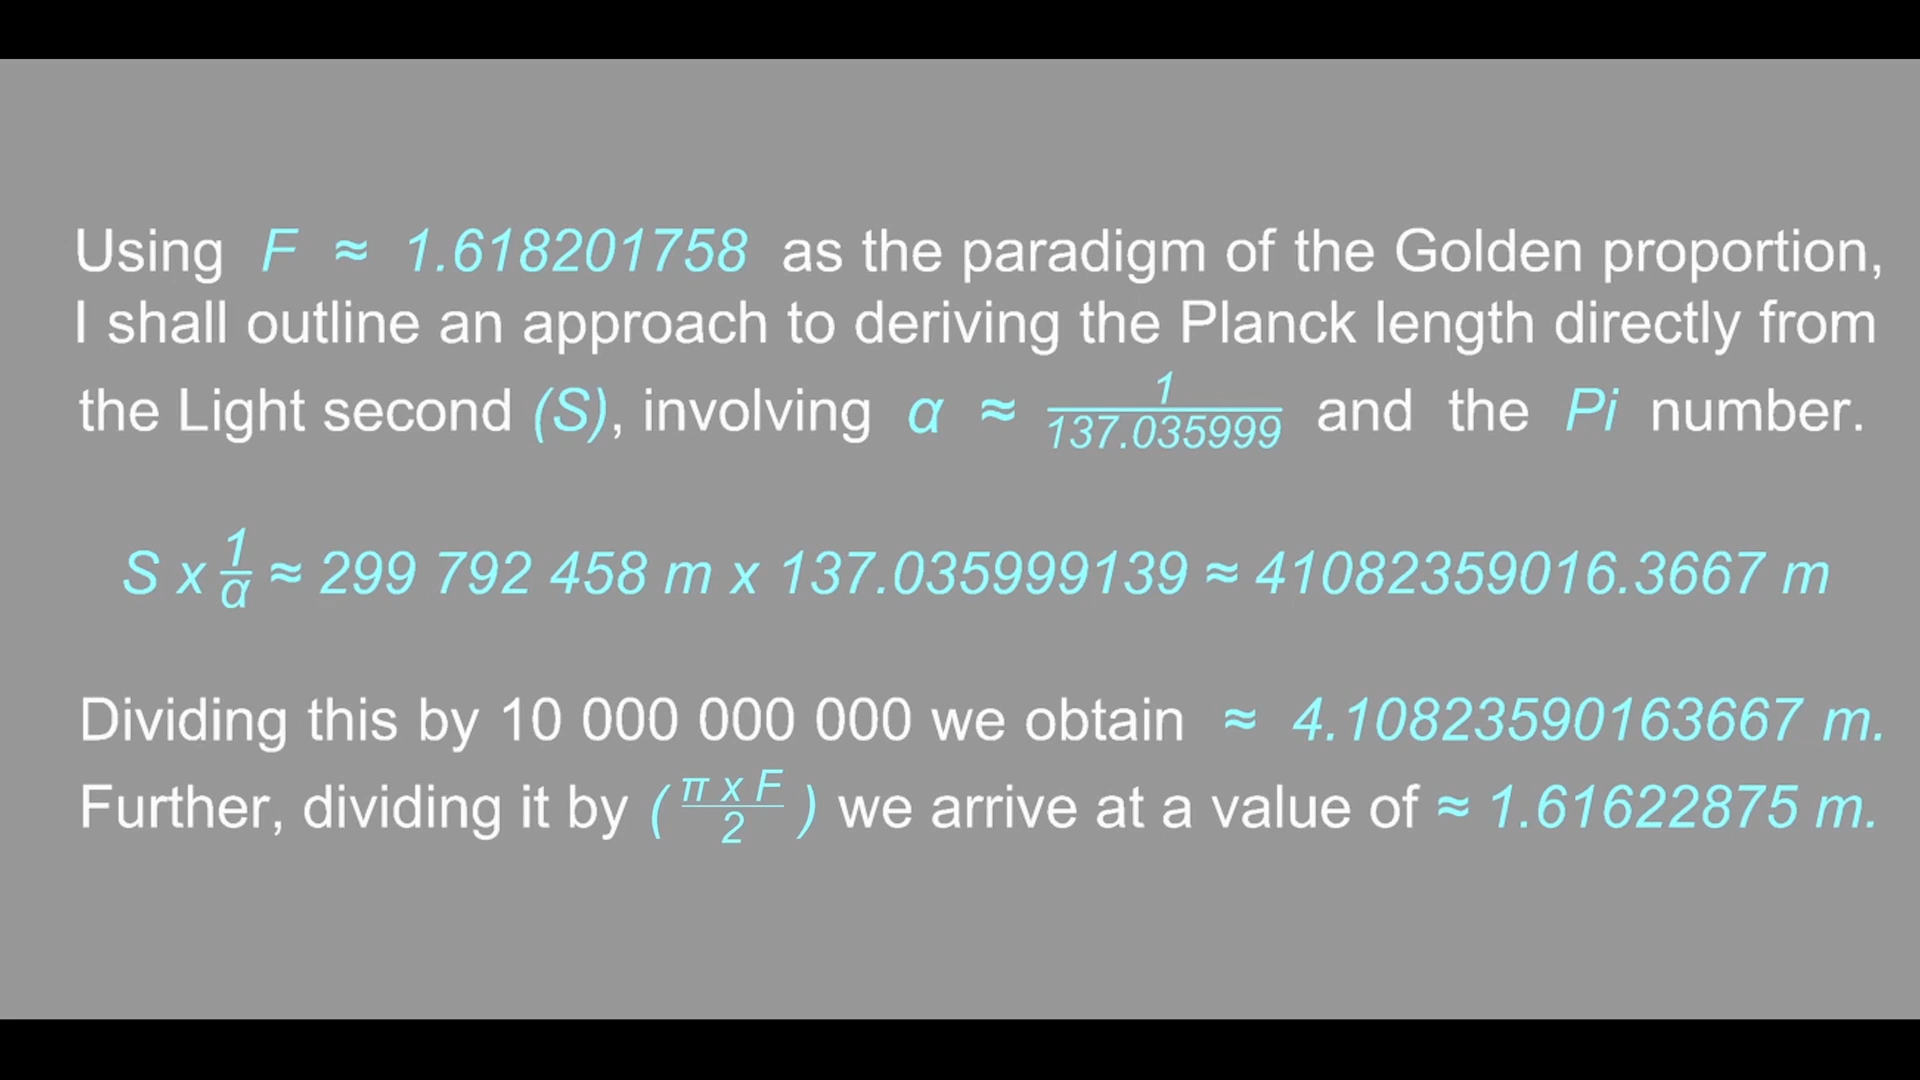 Using F ≈ 1.618201758 as the paradigm of the Golden proportion,
I shall outline an approach to deriving the Planck length directly from
the Light second (S), involving α ≈ 1/137.035999 and the Pi number.
S x 1/α ≈ 299 792 458 m x 137.035999139 ≈ 41082359016.3667 m
Dividing this by 10 000 000 000 we obtain ≈ 4.10823590163667 m.
Further, dividing it by (π x F/2) we arrive at a value of ≈ 1.61622875 m.